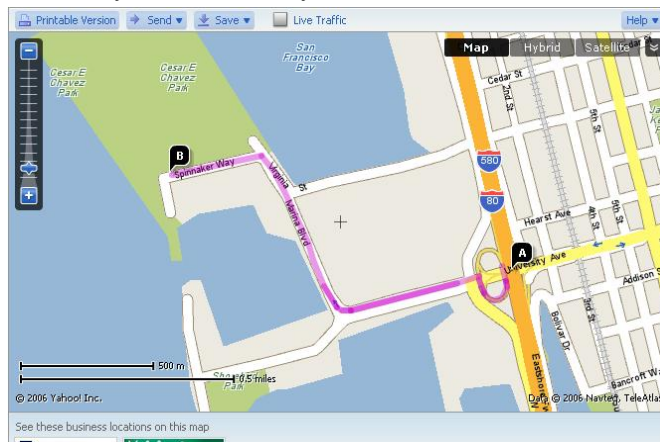 Printable Version Send Save Live Traffic Help
San Francisco Bay
Map Hybrid Satellite
Cesar E Chavez Park
Cesar E Chavez Park
Cedar St
2nd St
5th St
580
80
B
Spinnaker Way
Virginia St
Marina Blvd
Hearst Ave
4th St
5th St
6th St
A
University Ave
Addison
3rd St
Bolivar Dr
500 m
0.5 miles
Bancroft W
Eastshore
© 2006 Yahoo! Inc.
Data © 2006 Navteq, TeleAtlas
See these business locations on this map